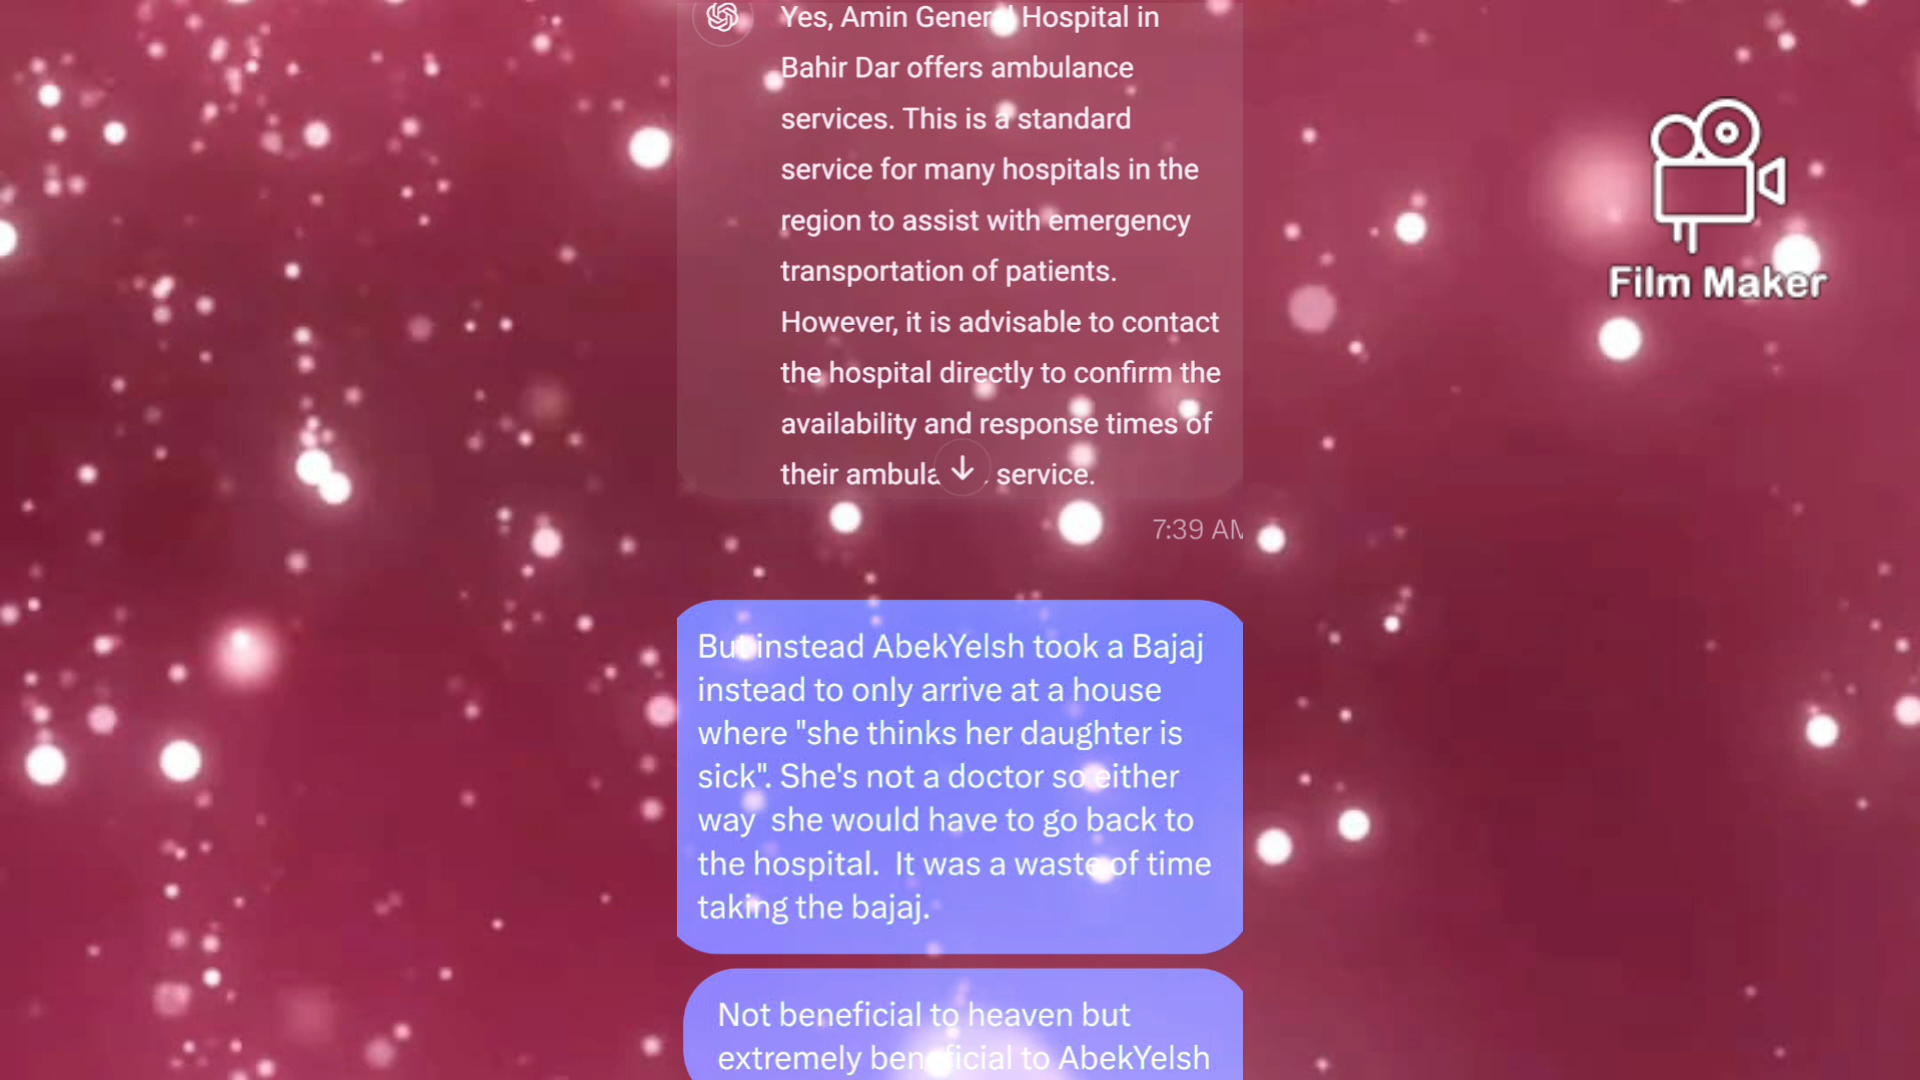 Yes, Amin General Hospital in
Bahir Dar offers ambulance
services. This is a standard
service for many hospitals in the
region to assist with emergency
transportation of patients.
However, it is advisable to contact
the hospital directly to confirm the
availability and response times of
their ambula service.
7:39 AM
Film Maker
But instead AbekYelsh took a Bajaj
instead to only arrive at a house
where "she thinks her daughter is
sick". She's not a doctor so either
way she would have to go back to
the hospital. It was a waste of time
taking the bajaj.
Not beneficial to heaven but
extremely beneficial to AbekYelsh